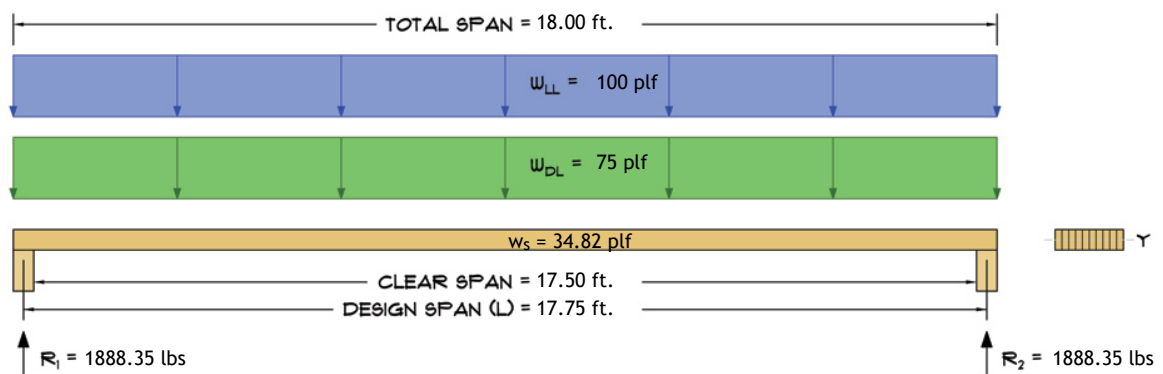 TOTAL SPAN = 18.00 ft.
WLL = 100 plf
WDL = 75 plf
wS = 34.82 plf
Y
CLEAR SPAN = 17.50 ft.
DESIGN SPAN (L) = 17.75 ft.
R1 = 1888.35 lbs
R2 = 1888.35 lbs